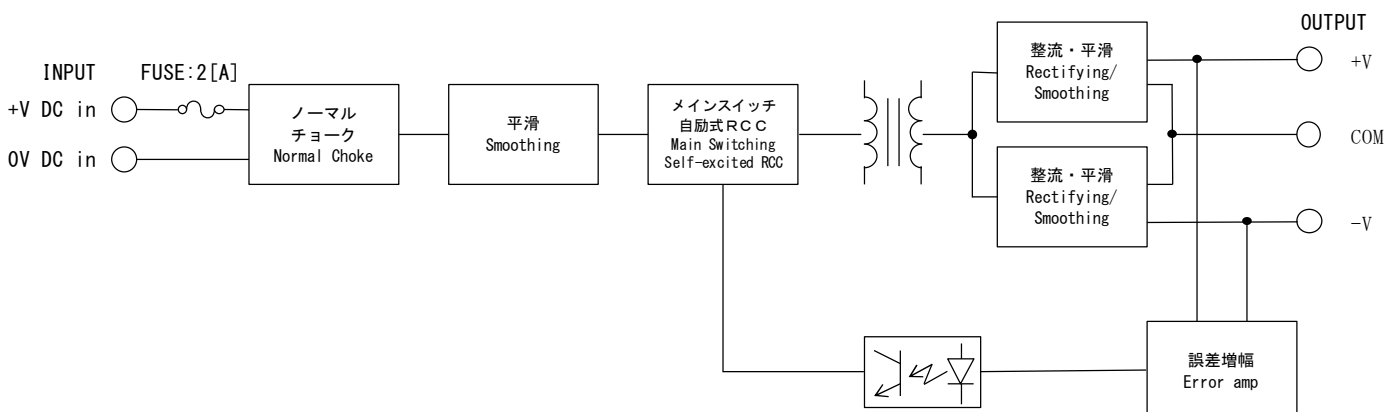 INPUT
FUSE:2[A]
+V DC in
0V DC in
ノーマル
チョーク
Normal Choke
平滑
Smoothing
メインスイッチ
自励式RCC
Main Switching
Self-excited RCC
整流・平滑
Rectifying/
Smoothing
整流・平滑
Rectifying/
Smoothing
OUTPUT
+V
COM
-V
誤差増幅
Error amp